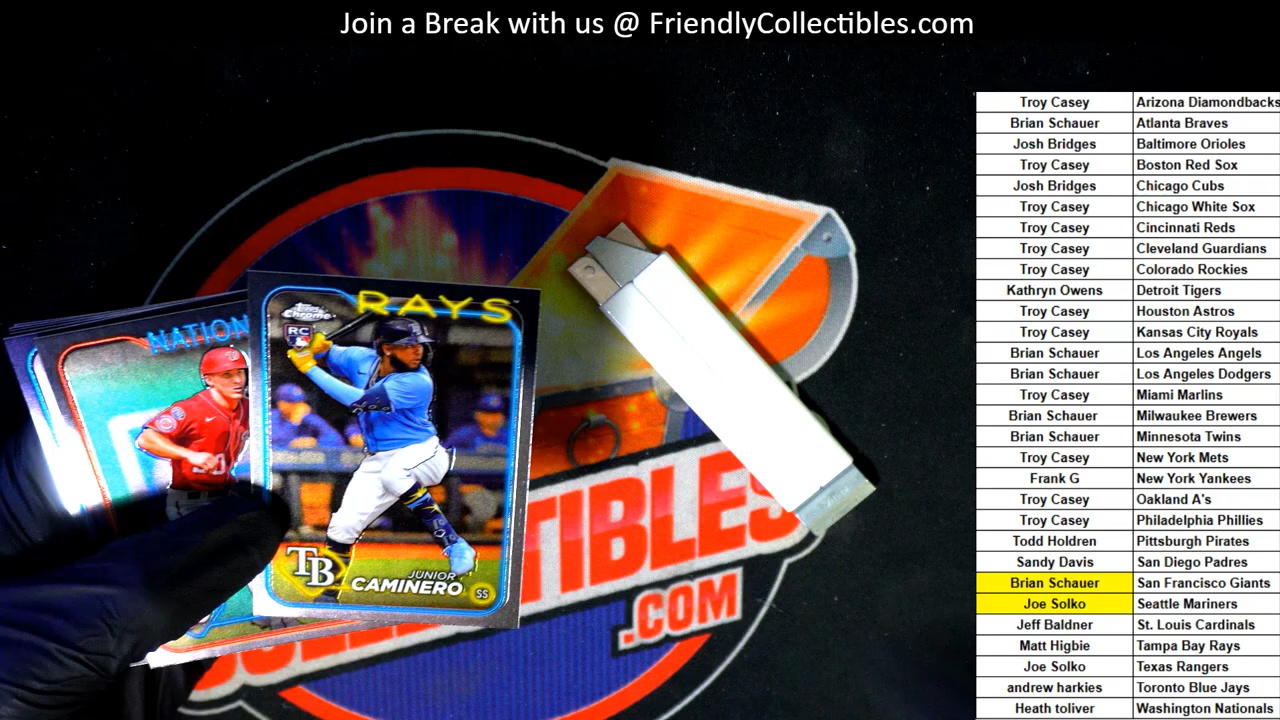 Join a Break with us @ FriendlyCollectibles.com
Troy Casey Arizona Diamondbacks
Brian Schauer Atlanta Braves
Josh Bridges Baltimore Orioles
Troy Casey Boston Red Sox
Josh Bridges Chicago Cubs
Troy Casey Chicago White Sox
Troy Casey Cincinnati Reds
Troy Casey Cleveland Guardians
Troy Casey Colorado Rockies
Kathryn Owens Detroit Tigers
Troy Casey Houston Astros
Troy Casey Kansas City Royals
Brian Schauer Los Angeles Angels
Brian Schauer Los Angeles Dodgers
Troy Casey Miami Marlins
Brian Schauer Milwaukee Brewers
Brian Schauer Minnesota Twins
Troy Casey New York Mets
Frank G New York Yankees
Troy Casey Oakland A's
Troy Casey Philadelphia Phillies
Todd Holdren Pittsburgh Pirates
Sandy Davis San Diego Padres
Brian Schauer San Francisco Giants
Joe Solko Seattle Mariners
Jeff Baldner St. Louis Cardinals
Matt Higbie Tampa Bay Rays
Joe Solko Texas Rangers
andrew harkies Toronto Blue Jays
Heath toliver Washington Nationals
NATION
RAYS
Topps Chrome
RC
TB
JUNIOR
CAMINERO
SS
TIBLES
.COM